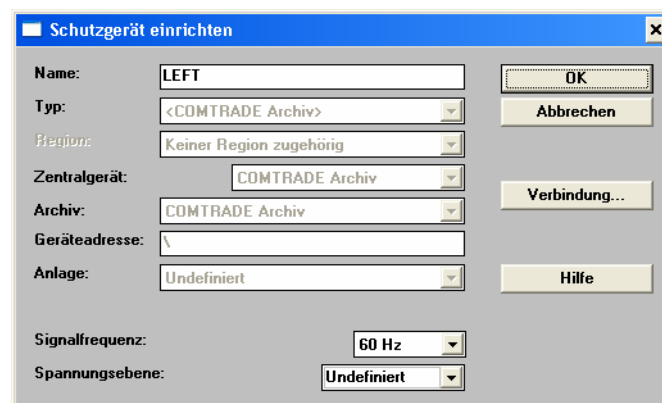 Schutzgerät einrichten
Name: LEFT OK
Typ: <COMTRADE Archiv> Abbrechen
Region: Keiner Region zugehörig
Zentralgerät: COMTRADE Archiv Verbindung...
Archiv: COMTRADE Archiv
Geräteadresse: \
Anlage: Undefiniert Hilfe
Signalfrequenz: 60 Hz
Spannungsebene: Undefiniert